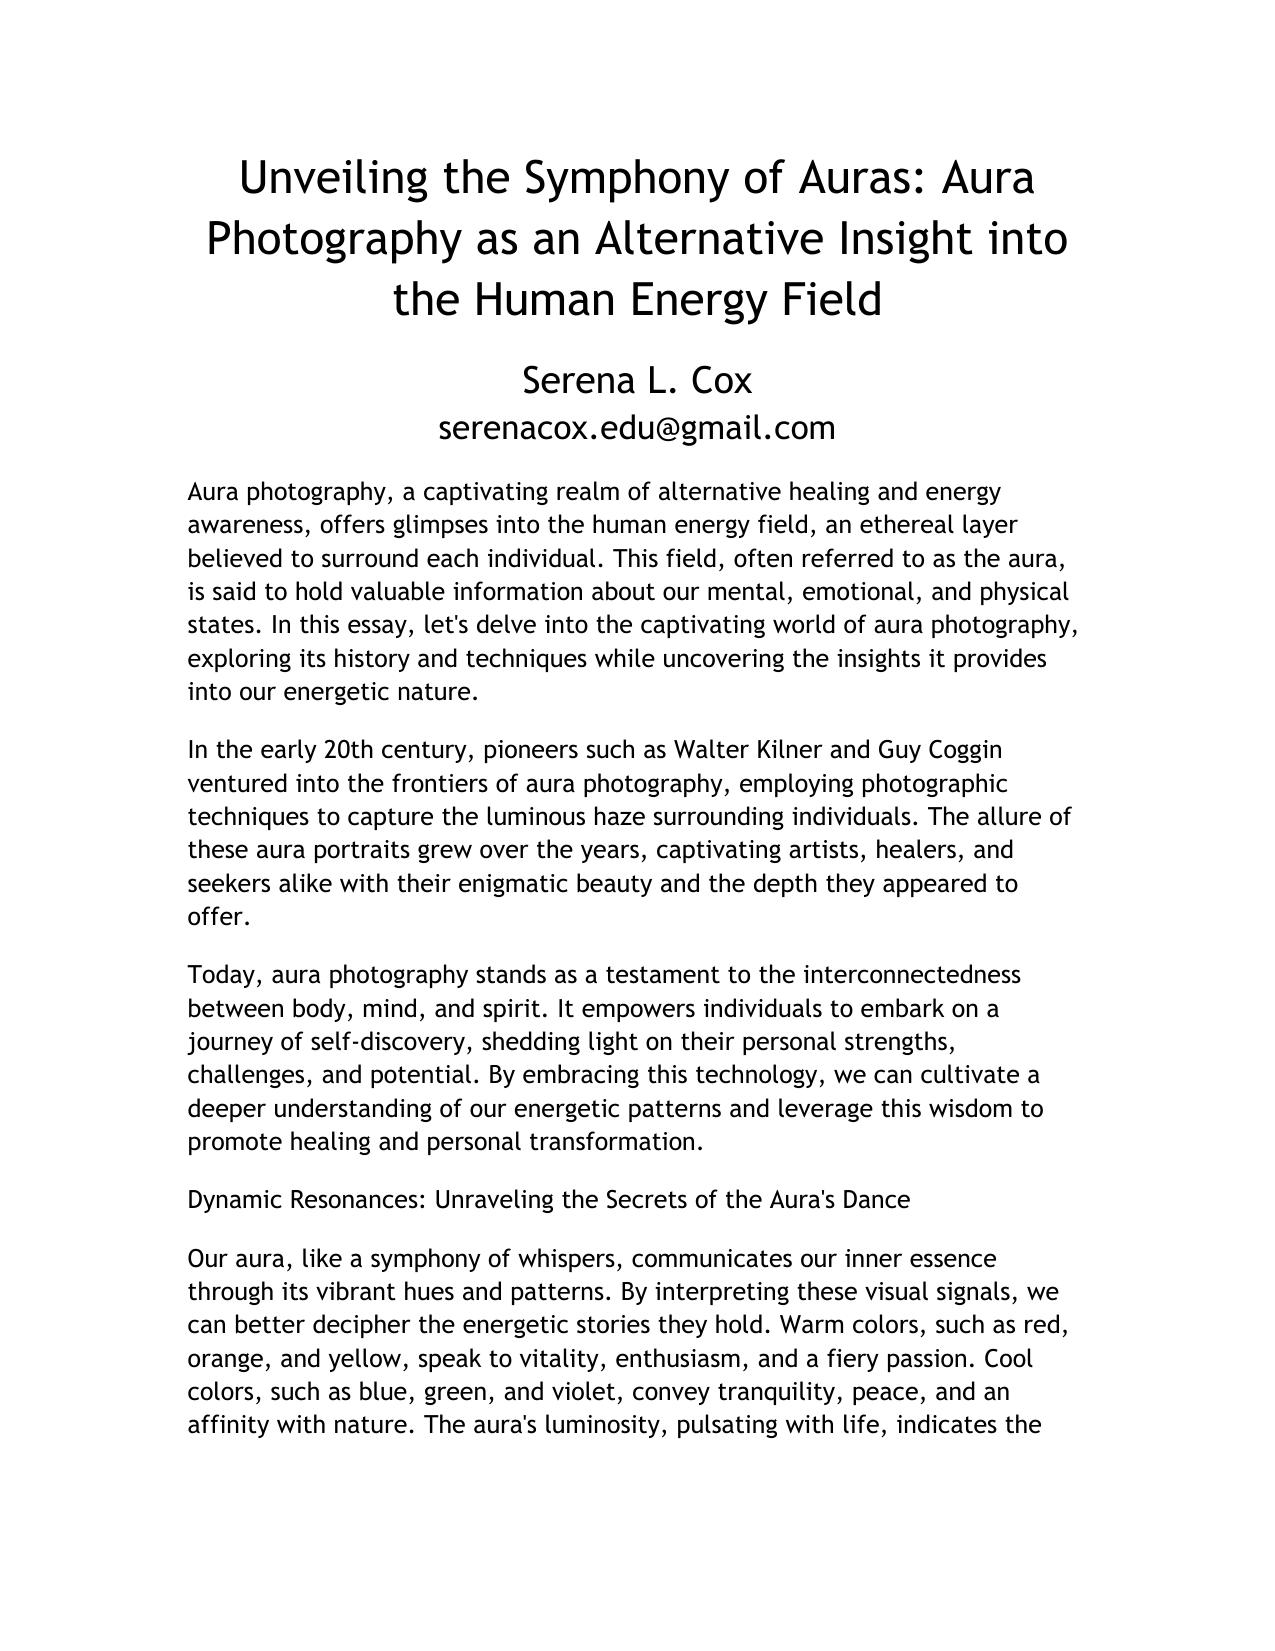 Unveiling the Symphony of Auras: Aura
Photography as an Alternative Insight into
the Human Energy Field
Serena L. Cox
serenacox.edu@gmail.com
Aura photography, a captivating realm of alternative healing and energy
awareness, offers glimpses into the human energy field, an ethereal layer
believed to surround each individual. This field, often referred to as the aura,
is said to hold valuable information about our mental, emotional, and physical
states. In this essay, let's delve into the captivating world of aura photography,
exploring its history and techniques while uncovering the insights it provides
into our energetic nature.
In the early 20th century, pioneers such as Walter Kilner and Guy Coggin
ventured into the frontiers of aura photography, employing photographic
techniques to capture the luminous haze surrounding individuals. The allure of
these aura portraits grew over the years, captivating artists, healers, and
seekers alike with their enigmatic beauty and the depth they appeared to
offer.
Today, aura photography stands as a testament to the interconnectedness
between body, mind, and spirit. It empowers individuals to embark on a
journey of self-discovery, shedding light on their personal strengths,
challenges, and potential. By embracing this technology, we can cultivate a
deeper understanding of our energetic patterns and leverage this wisdom to
promote healing and personal transformation.
Dynamic Resonances: Unraveling the Secrets of the Aura's Dance
Our aura, like a symphony of whispers, communicates our inner essence
through its vibrant hues and patterns. By interpreting these visual signals, we
can better decipher the energetic stories they hold. Warm colors, such as red,
orange, and yellow, speak to vitality, enthusiasm, and a fiery passion. Cool
colors, such as blue, green, and violet, convey tranquility, peace, and an
affinity with nature. The aura's luminosity, pulsating with life, indicates the